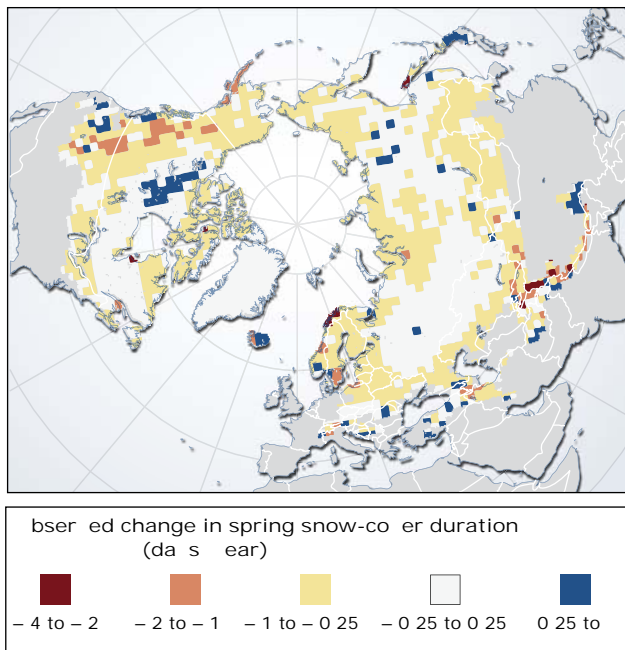 bser ed change in spring snow-co er duration
(da s ear)
– 4 to – 2
– 2 to – 1
– 1 to – 0 25
– 0 25 to 0 25
0 25 to